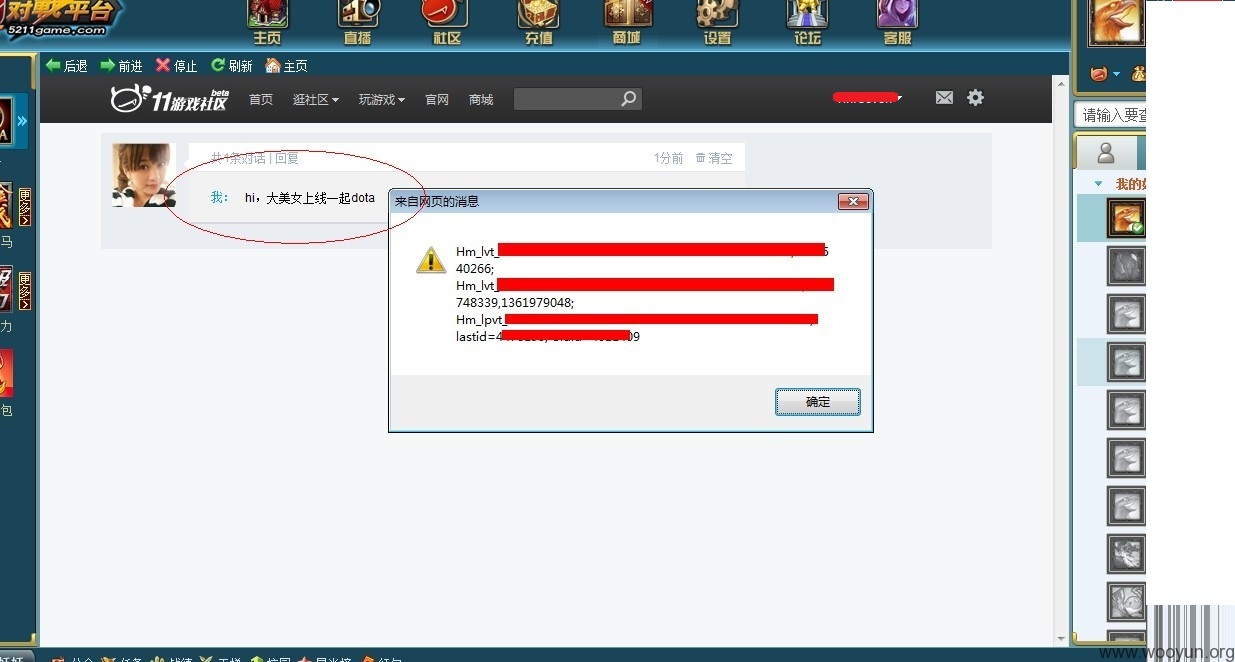 对战平台
5211game.com
主页 直播 社区 充值 商城 设置 论坛 客服
后退 前进 停止 刷新 主页
11游戏社区 beta 首页 逛社区 玩游戏 官网 商城
请输入要查
共1条对话 | 回复 1分前 清空
我： hi，大美女上线一起dota
来自网页的消息
我的好
更多>
马
更多>
力
包
Hm_lvt_
40266;
Hm_lvt_
748339,1361979048;
Hm_lpvt_
lastid=4
09
确定
www.wooyun.org